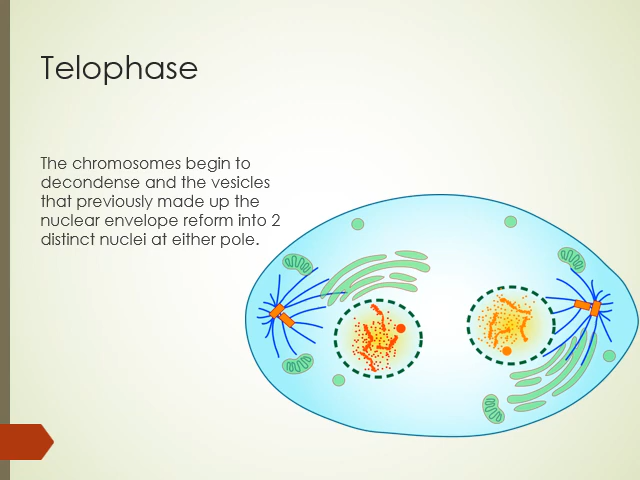 Telophase
The chromosomes begin to
decondense and the vesicles
that previously made up the
nuclear envelope reform into 2
distinct nuclei at either pole.